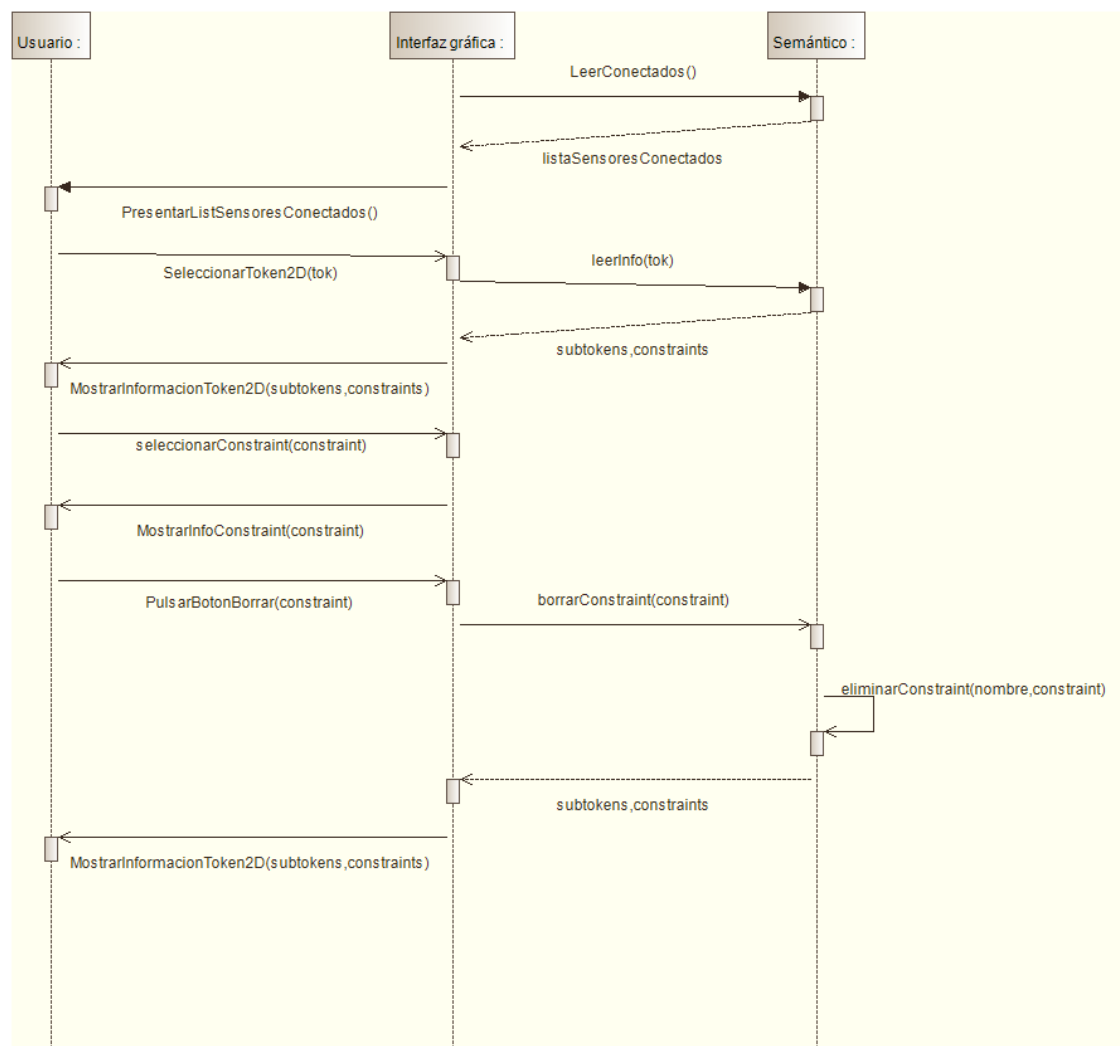 Usuario :
Interfaz gráfica :
Semántico :
LeerConectados()
listaSensoresConectados
PresentarListSensoresConectados()
SeleccionarToken2D(tok)
leerInfo(tok)
subtokens,constraints
MostrarInformacionToken2D(subtokens,constraints)
seleccionarConstraint(constraint)
MostrarInfoConstraint(constraint)
PulsarBotonBorrar(constraint)
borrarConstraint(constraint)
eliminarConstraint(nombre,constraint)
subtokens,constraints
MostrarInformacionToken2D(subtokens,constraints)